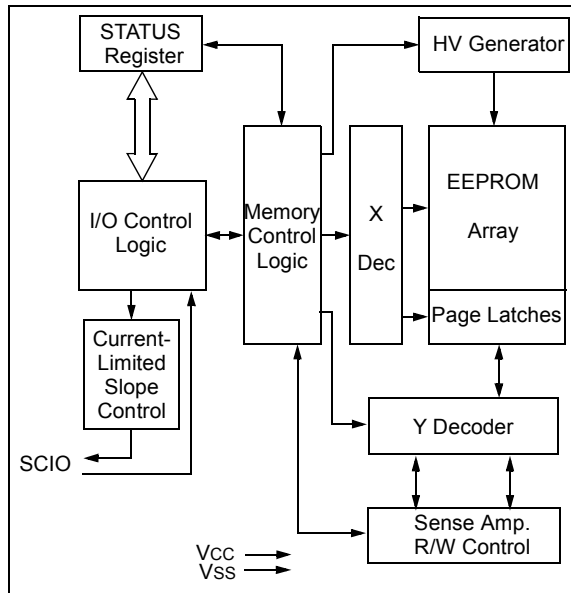 STATUS
Register
HV Generator
I/O Control
Logic
Memory
Control
Logic
X
Dec
EEPROM
Array
Page Latches
Current-
Limited
Slope
Control
Y Decoder
SCIO
Sense Amp.
R/W Control
VCC
VSS